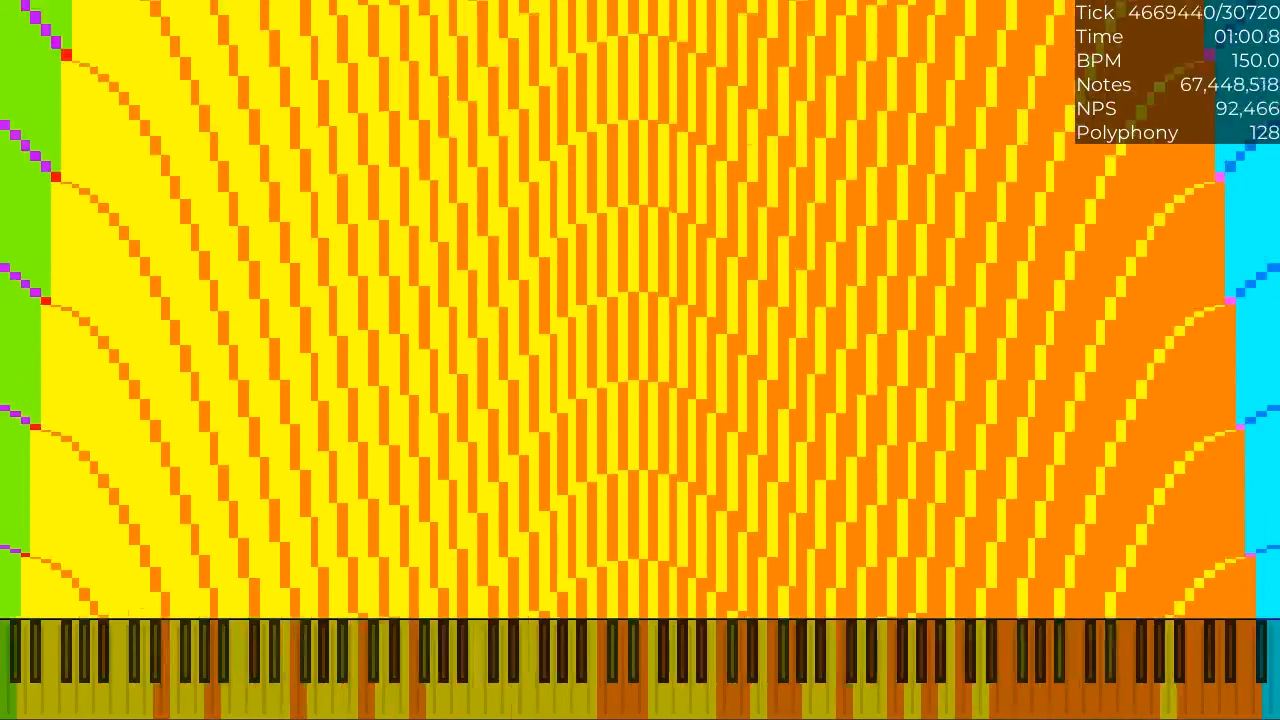 Tick 4669440/30720
Time 01:00.8
BPM 150.0
Notes 67,448,518
NPS 92,466
Polyphony 128